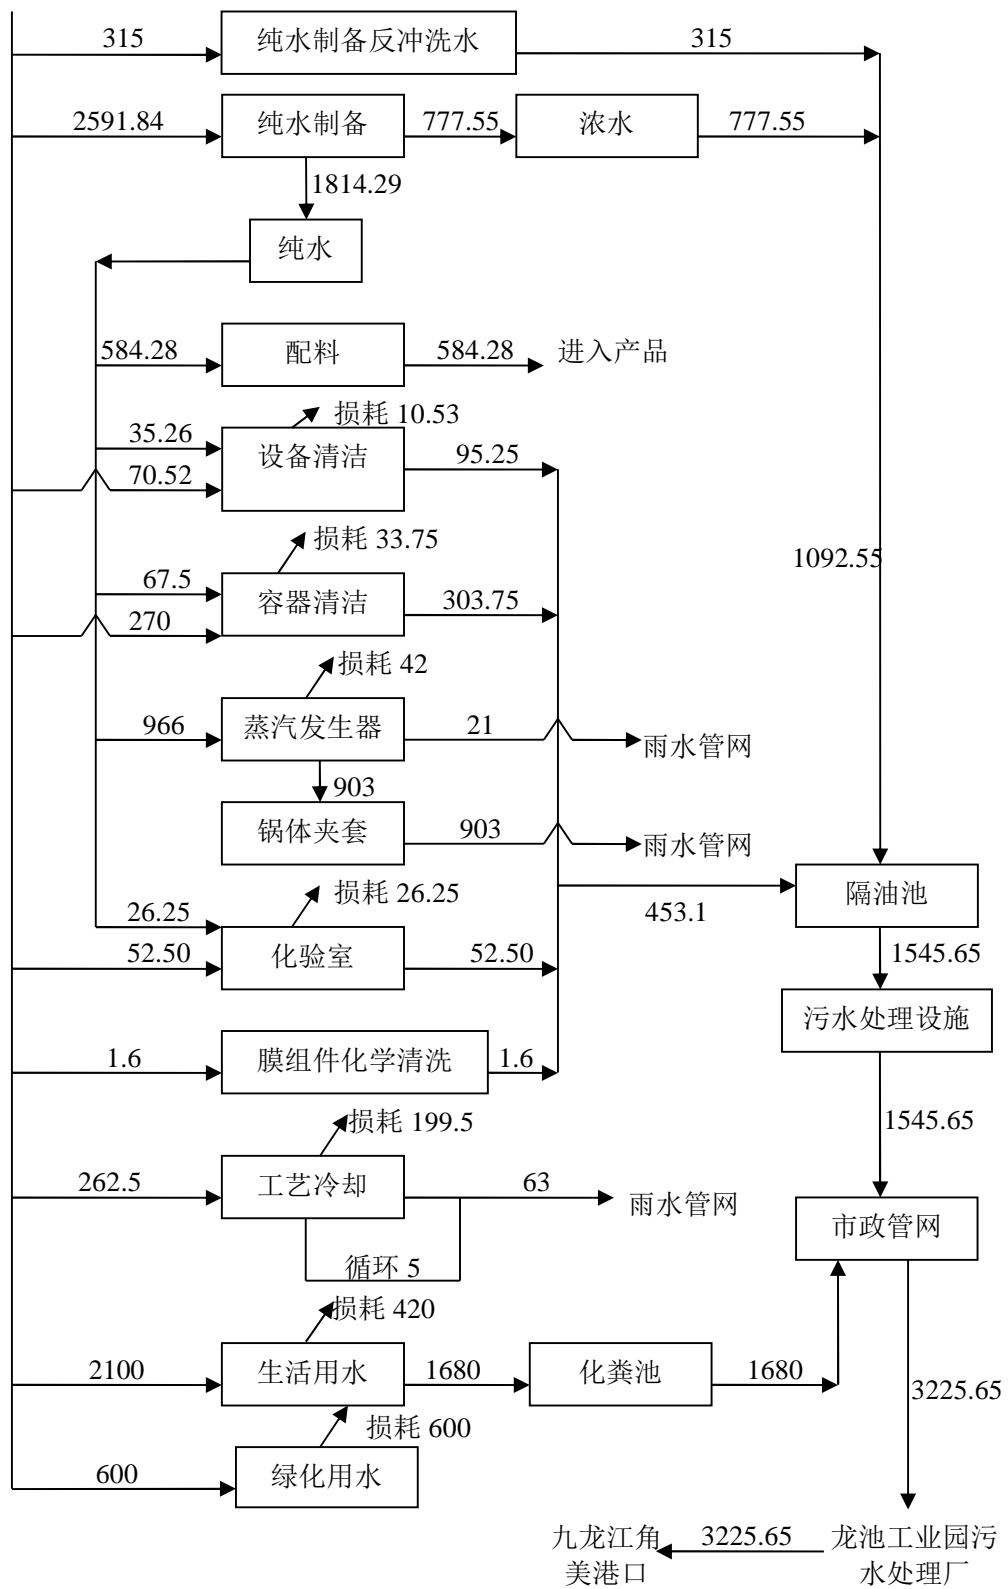 315
纯水制备反冲洗水
315
2591.84
纯水制备
777.55
浓水
777.55
1814.29
纯水
584.28
配料
584.28
进入产品
损耗 10.53
35.26
设备清洁
95.25
70.52
损耗 33.75
67.5
容器清洁
303.75
270
1092.55
损耗 42
966
蒸汽发生器
21
雨水管网
903
锅体夹套
903
雨水管网
损耗 26.25
26.25
化验室
52.50
52.50
453.1
隔油池
1545.65
污水处理设施
1.6
膜组件化学清洗
1.6
1545.65
损耗 199.5
262.5
工艺冷却
63
雨水管网
市政管网
循环 5
损耗 420
2100
生活用水
1680
化粪池
1680
3225.65
损耗 600
600
绿化用水
九龙江角
美港口
3225.65
龙池工业园污
水处理厂